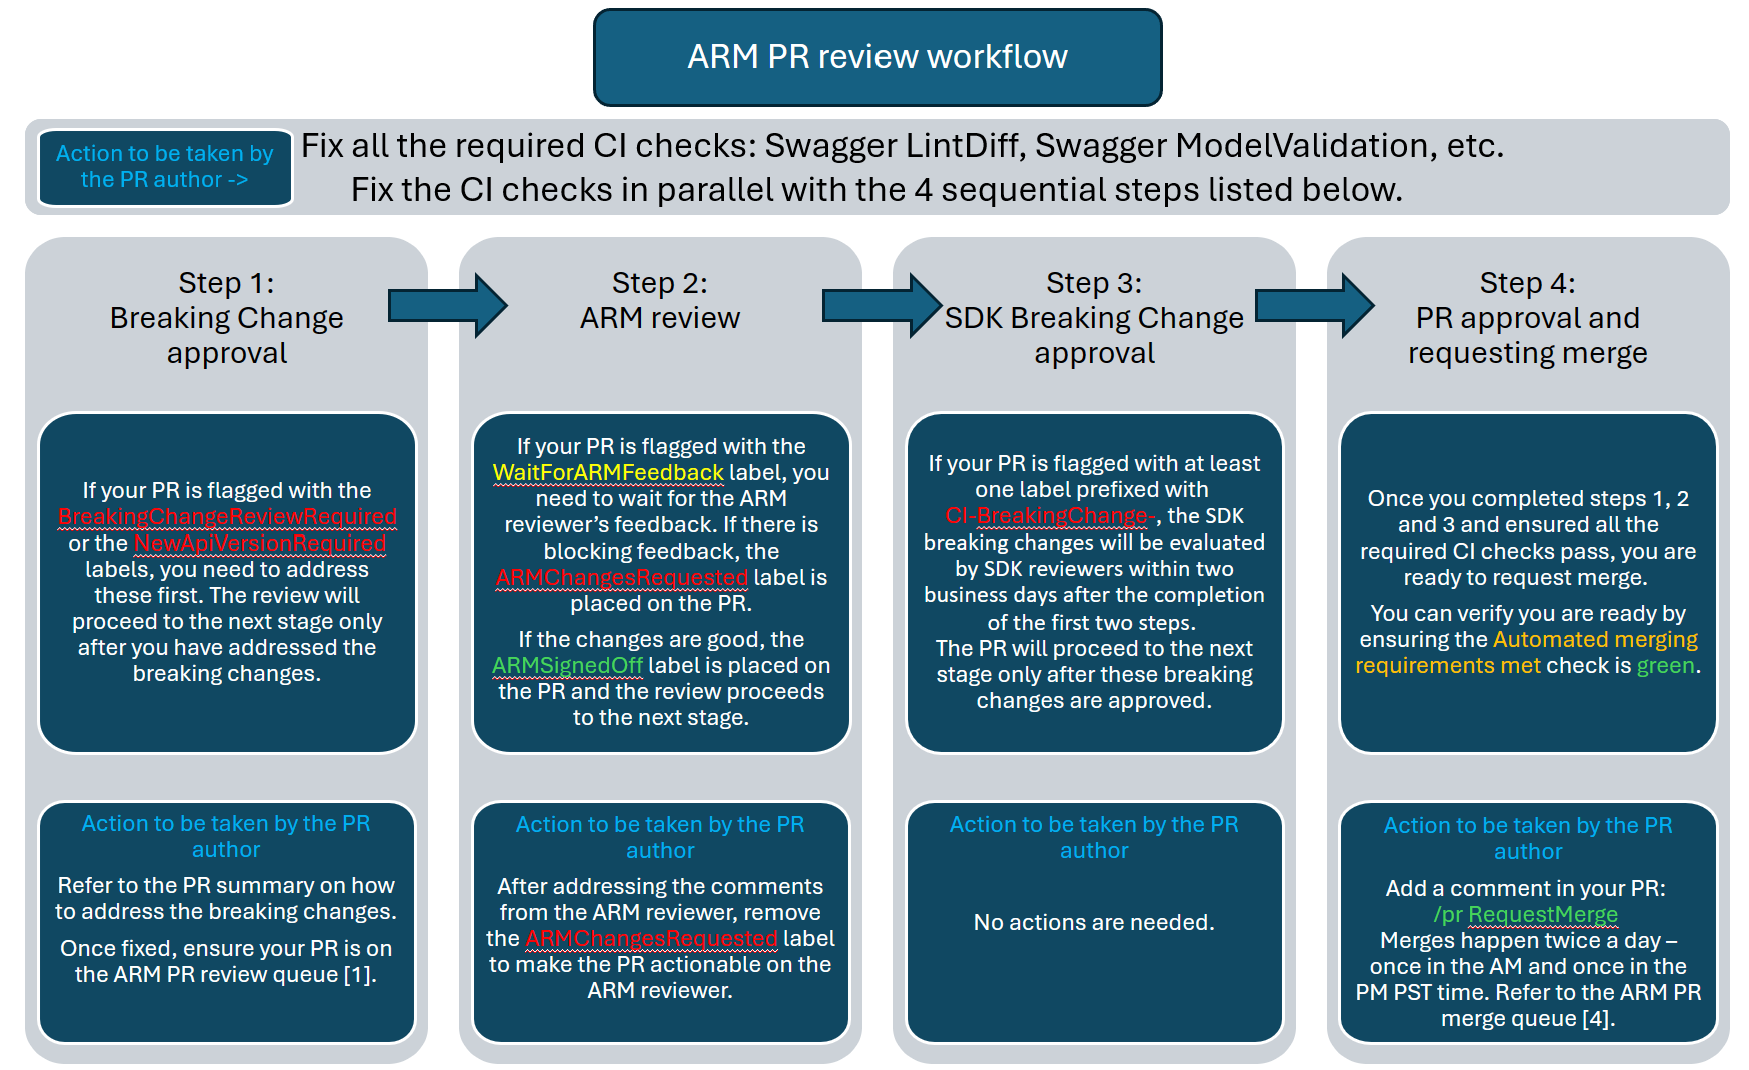 ARM PR review workflow
Action to be taken by
the PR author ->
Fix all the required CI checks: Swagger LintDiff, Swagger ModelValidation, etc.
Fix the CI checks in parallel with the 4 sequential steps listed below.
Step 1:
Breaking Change
approval
If your PR is flagged with the
BreakingChangeReviewRequired
or the NewApiVersionRequired
labels, you need to address
these first. The review will
proceed to the next stage only
after you have addressed the
breaking changes.
Action to be taken by the PR
author
Refer to the PR summary on how
to address the breaking changes.
Once fixed, ensure your PR is on
the ARM PR review queue [1].
Step 2:
ARM review
If your PR is flagged with the
WaitForARMFeedback label, you
need to wait for the ARM
reviewer’s feedback. If there is
blocking feedback, the
ARMChangesRequested label is
placed on the PR.
If the changes are good, the
ARMSignedOff label is placed on
the PR and the review proceeds
to the next stage.
Action to be taken by the PR
author
After addressing the comments
from the ARM reviewer, remove
the ARMChangesRequested label
to make the PR actionable on the
ARM reviewer.
Step 3:
SDK Breaking Change
approval
If your PR is flagged with at least
one label prefixed with
CI-BreakingChange-, the SDK
breaking changes will be evaluated
by SDK reviewers within two
business days after the completion
of the first two steps.
The PR will proceed to the next
stage only after these breaking
changes are approved.
Action to be taken by the PR
author
No actions are needed.
Step 4:
PR approval and
requesting merge
Once you completed steps 1, 2
and 3 and ensured all the
required CI checks pass, you are
ready to request merge.
You can verify you are ready by
ensuring the Automated merging
requirements met check is green.
Action to be taken by the PR
author
Add a comment in your PR:
/pr RequestMerge
Merges happen twice a day –
once in the AM and once in the
PM PST time. Refer to the ARM PR
merge queue [4].